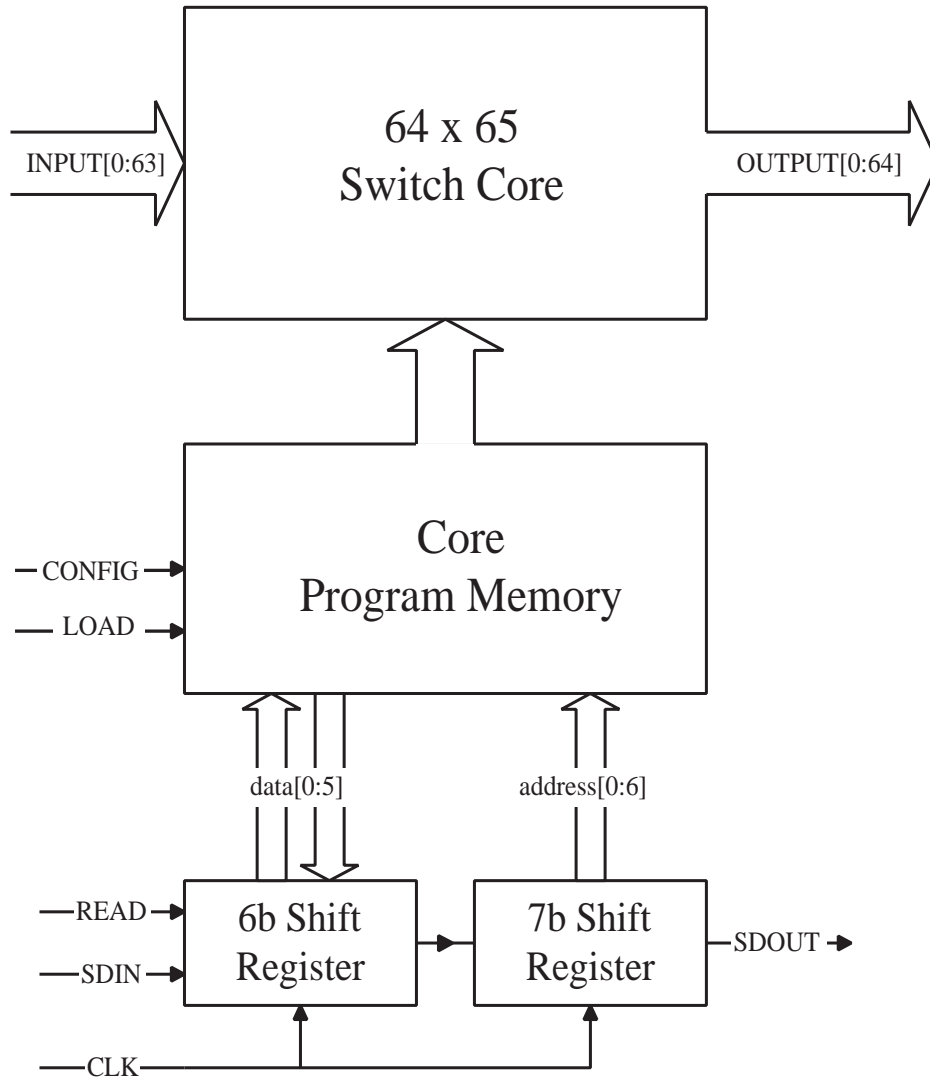 64 x 65
Switch Core
INPUT[0:63]
OUTPUT[0:64]
Core
Program Memory
CONFIG
LOAD
data[0:5]
address[0:6]
READ
SDIN
CLK
6b Shift
Register
7b Shift
Register
SDOUT